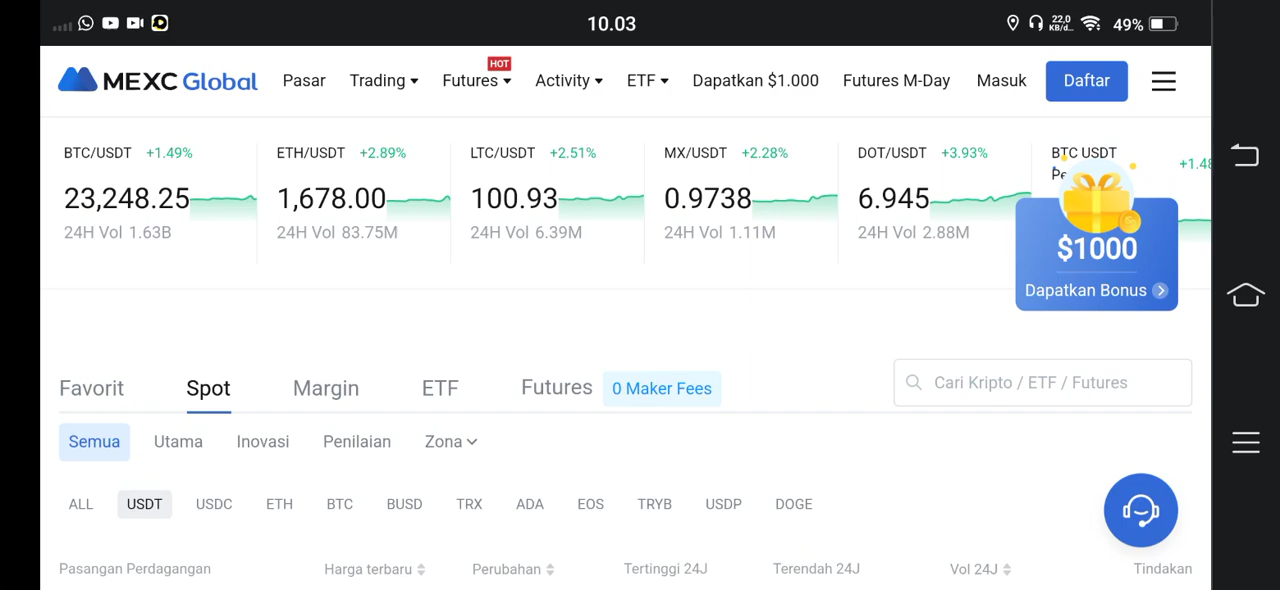 10.03
22,0
KB/d...
49%
MEXC Global
Pasar
Trading
Futures
HOT
Activity
ETF
Dapatkan $1.000
Futures M-Day
Masuk
Daftar
BTC/USDT +1.49%
23,248.25
24H Vol 1.63B
ETH/USDT +2.89%
1,678.00
24H Vol 83.75M
LTC/USDT +2.51%
100.93
24H Vol 6.39M
MX/USDT +2.28%
0.9738
24H Vol 1.11M
DOT/USDT +3.93%
6.945
24H Vol 2.88M
BTC USDT
+1.48
$1000
Dapatkan Bonus
Favorit
Spot
Margin
ETF
Futures
0 Maker Fees
Cari Kripto / ETF / Futures
Semua
Utama
Inovasi
Penilaian
Zona
ALL
USDT
USDC
ETH
BTC
BUSD
TRX
ADA
EOS
TRYB
USDP
DOGE
Pasangan Perdagangan
Harga terbaru
Perubahan
Tertinggi 24J
Terendah 24J
Vol 24J
Tindakan